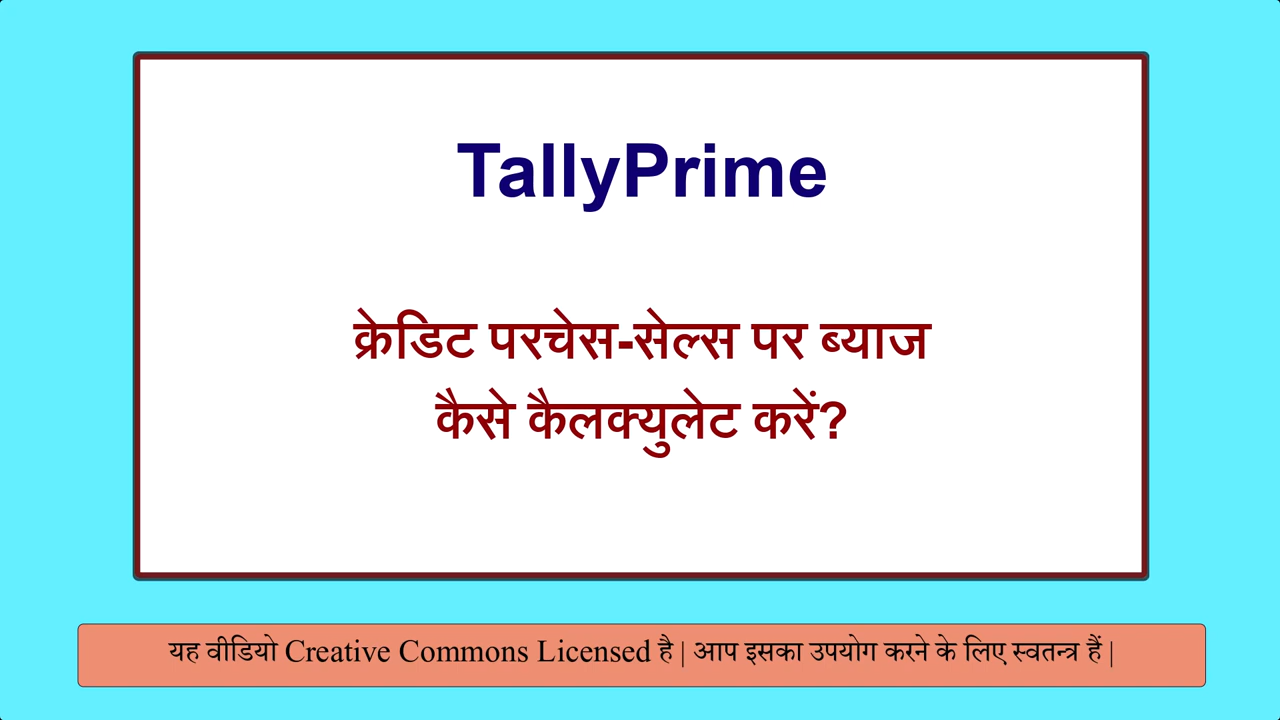 TallyPrime
क्रेडिट परचेस-सेल्स पर ब्याज
कैसे कैलक्युलेट करें?
यह वीडियो Creative Commons Licensed है | आप इसका उपयोग करने के लिए स्वतन्त्र हैं |